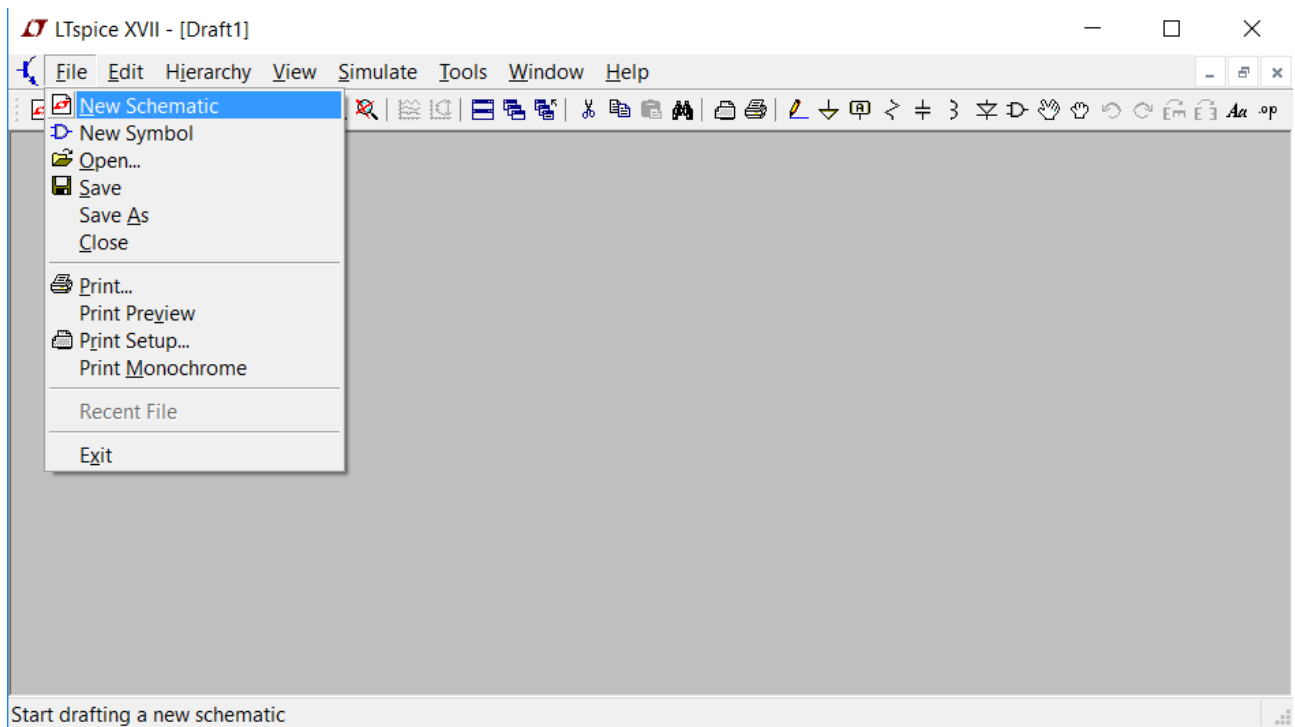 LTspice XVII - [Draft1]
File Edit Hierarchy View Simulate Tools Window Help
Aa .op
New Schematic
New Symbol
Open...
Save
Save As
Close
Print...
Print Preview
Print Setup...
Print Monochrome
Recent File
Exit
Start drafting a new schematic